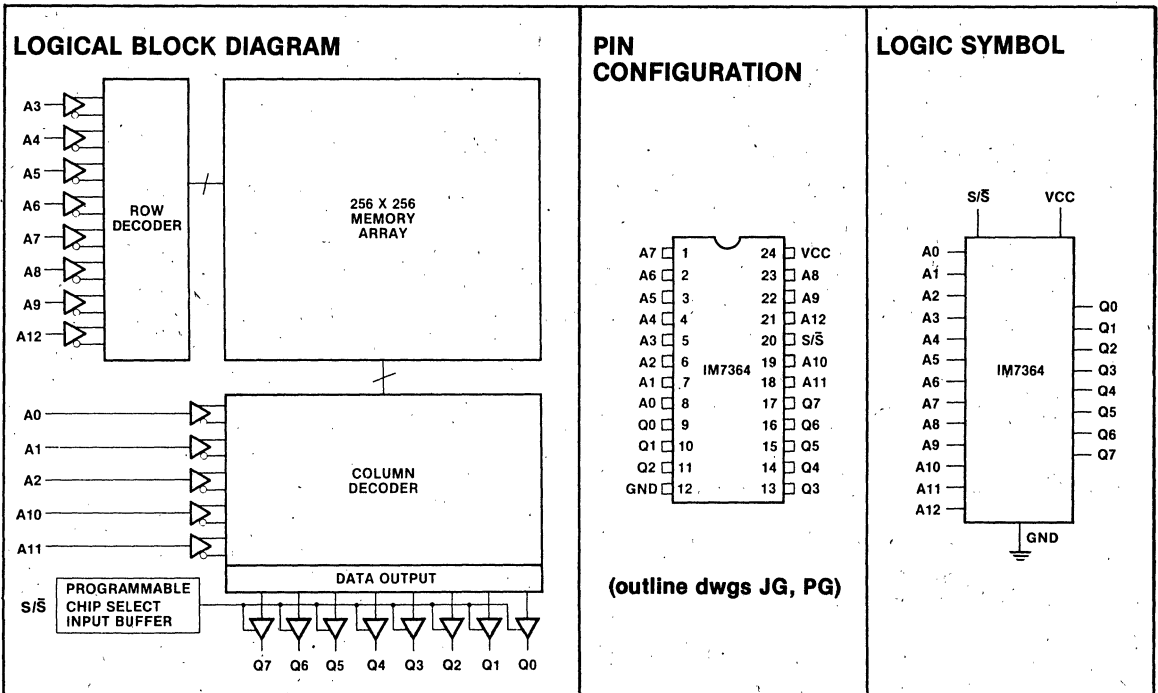 LOGICAL BLOCK DIAGRAM
A3
A4
A5
A6
A7
A8
A9
A12
ROW
DECODER
256 X 256
MEMORY
ARRAY
A0
A1
A2
A10
A11
COLUMN
DECODER
DATA OUTPUT
S/S̅
PROGRAMMABLE
CHIP SELECT
INPUT BUFFER
Q7 Q6 Q5 Q4 Q3 Q2 Q1 Q0
PIN
CONFIGURATION
A7 1 24 VCC
A6 2 23 A8
A5 3 22 A9
A4 4 21 A12
A3 5 20 S/S̅
A2 6 19 A10
IM7364
A1 7 18 A11
A0 8 17 Q7
Q0 9 16 Q6
Q1 10 15 Q5
Q2 11 14 Q4
GND 12 13 Q3
(outline dwgs JG, PG)
LOGIC SYMBOL
S/S̅ VCC
A0
A1
A2
A3
A4
A5
A6
A7
A8
A9
A10
A11
A12
IM7364
Q0
Q1
Q2
Q3
Q4
Q5
Q6
Q7
GND